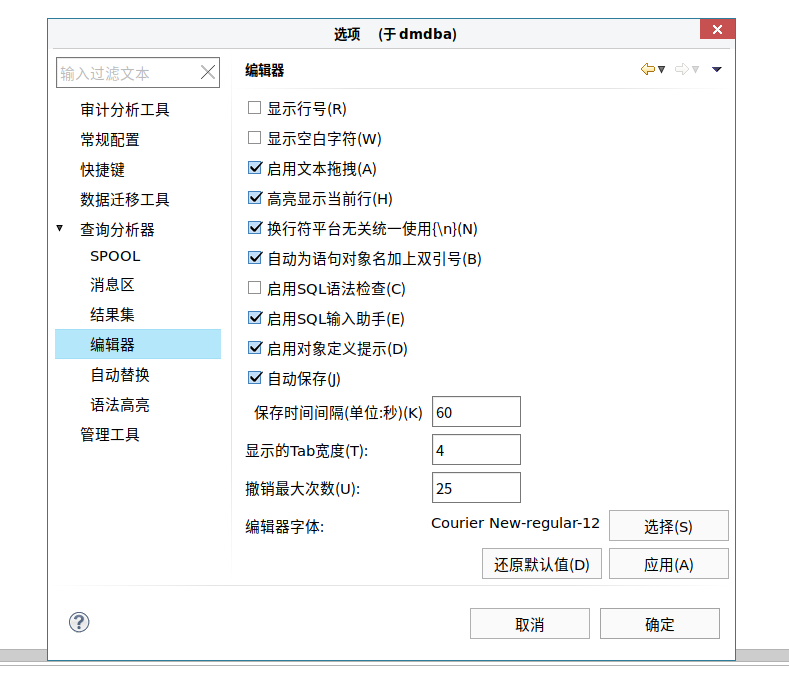 选项 (于 dmdba)
输入过滤文本
审计分析工具
常规配置
快捷键
数据迁移工具
查询分析器
SPOOL
消息区
结果集
编辑器
自动替换
语法高亮
管理工具
编辑器
显示行号(R)
显示空白字符(W)
启用文本拖拽(A)
高亮显示当前行(H)
换行符平台无关统一使用{\n}(N)
自动为语句对象名加上双引号(B)
启用SQL语法检查(C)
启用SQL输入助手(E)
启用对象定义提示(D)
自动保存(J)
保存时间间隔(单位:秒)(K) 60
显示的Tab宽度(T): 4
撤销最大次数(U): 25
编辑器字体: Courier New-regular-12 选择(S)
还原默认值(D) 应用(A)
取消 确定